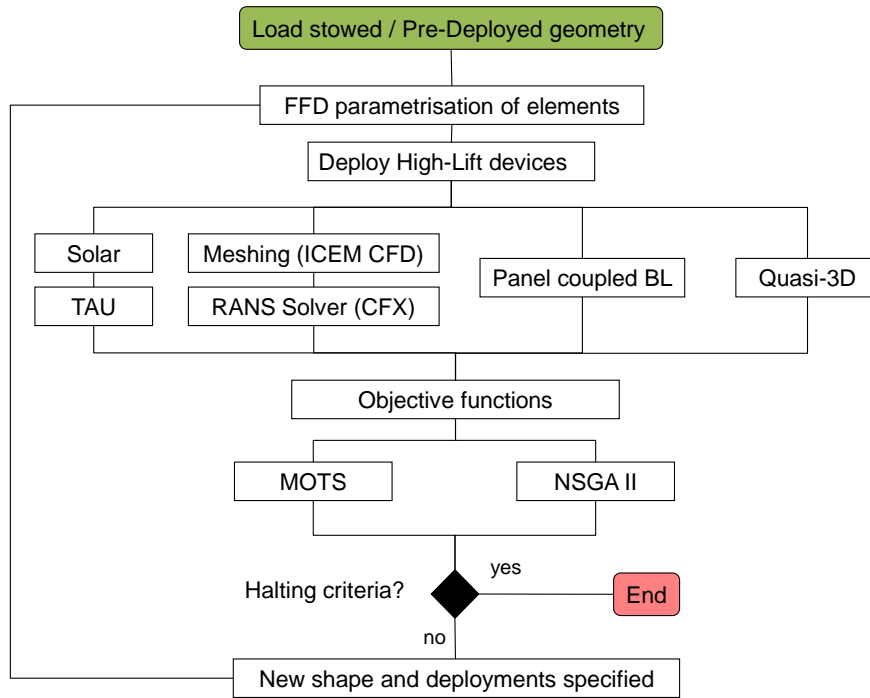 Load stowed / Pre-Deployed geometry
FFD parametrisation of elements
Deploy High-Lift devices
Solar
Meshing (ICEM CFD)
Panel coupled BL
Quasi-3D
TAU
RANS Solver (CFX)
Objective functions
MOTS
NSGA II
Halting criteria?
yes
End
no
New shape and deployments specified